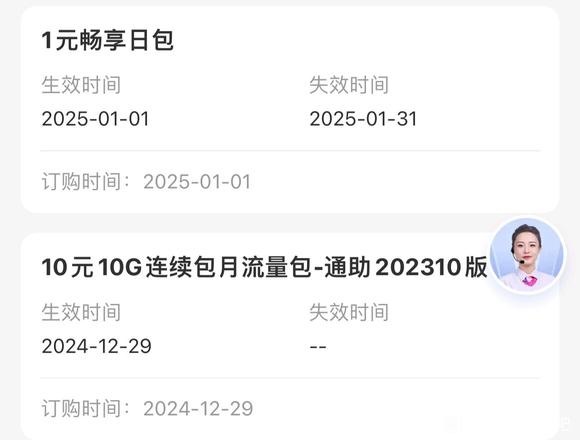 1元畅享日包
生效时间 失效时间
2025-01-01 2025-01-31
订购时间：2025-01-01
10元10G连续包月流量包-通助202310版
生效时间 失效时间
2024-12-29 --
订购时间：2024-12-29